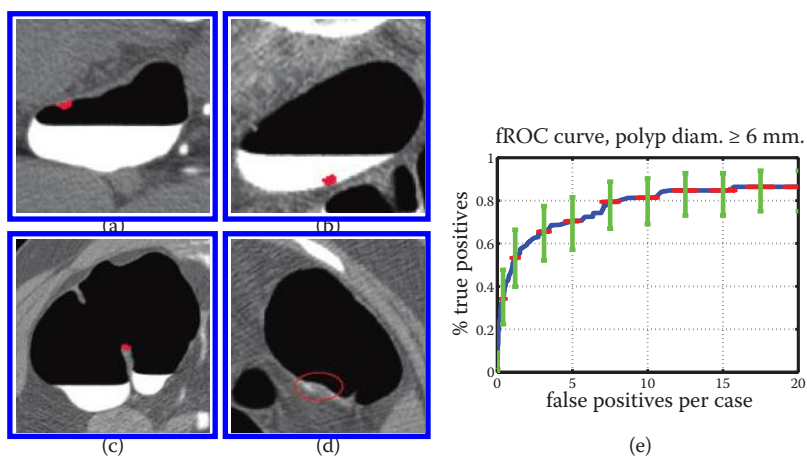 (a)
(b)
(c)
(d)
fROC curve, polyp diam. ≥ 6 mm.
1
0.8
0.6
0.4
0.2
0
0
5
10
15
20
% true positives
false positives per case
(e)